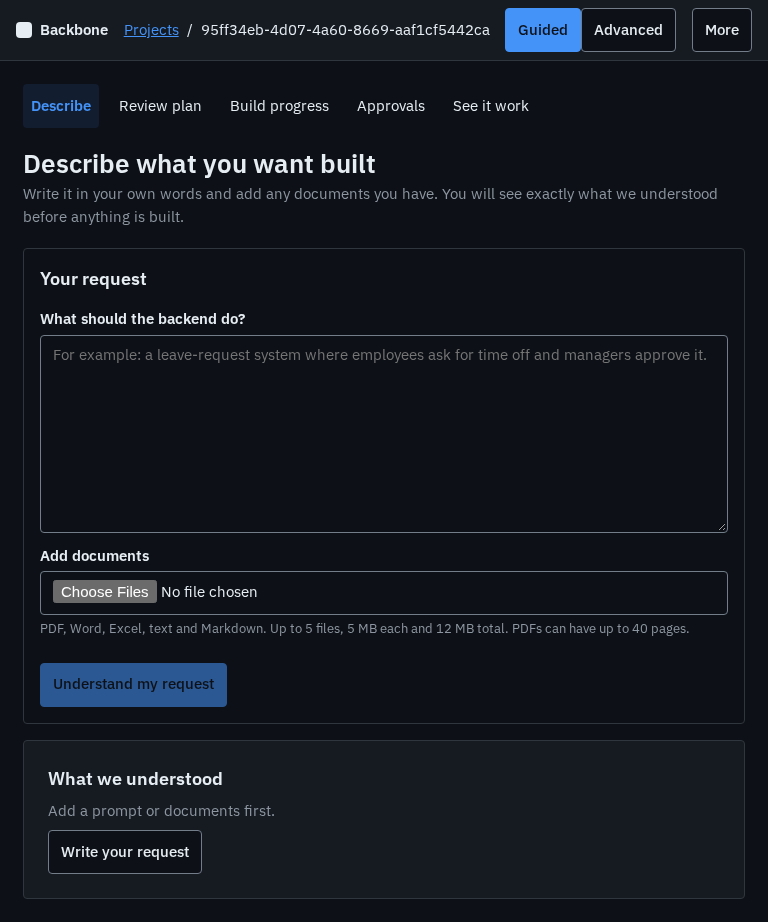 Backbone Projects / 95ff34eb-4d07-4a60-8669-aaf1cf5442ca Guided Advanced More
Describe Review plan Build progress Approvals See it work
Describe what you want built
Write it in your own words and add any documents you have. You will see exactly what we understood
before anything is built.
Your request
What should the backend do?
For example: a leave-request system where employees ask for time off and managers approve it.
Add documents
Choose Files No file chosen
PDF, Word, Excel, text and Markdown. Up to 5 files, 5 MB each and 12 MB total. PDFs can have up to 40 pages.
Understand my request
What we understood
Add a prompt or documents first.
Write your request